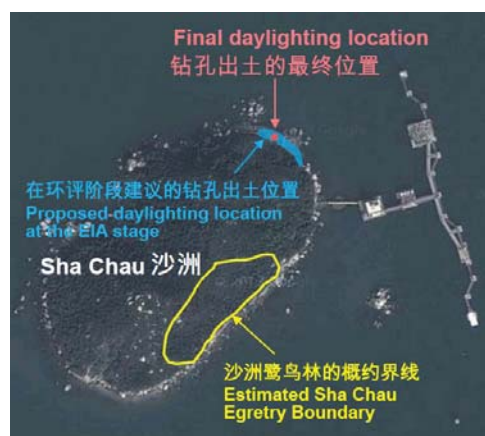 Final daylighting location
钻孔出土的最终位置
在环评阶段建议的钻孔出土位置
Proposed daylighting location
at the EIA stage
Sha Chau 沙洲
沙洲鹭鸟林的概约界线
Estimated Sha Chau
Egretry Boundary